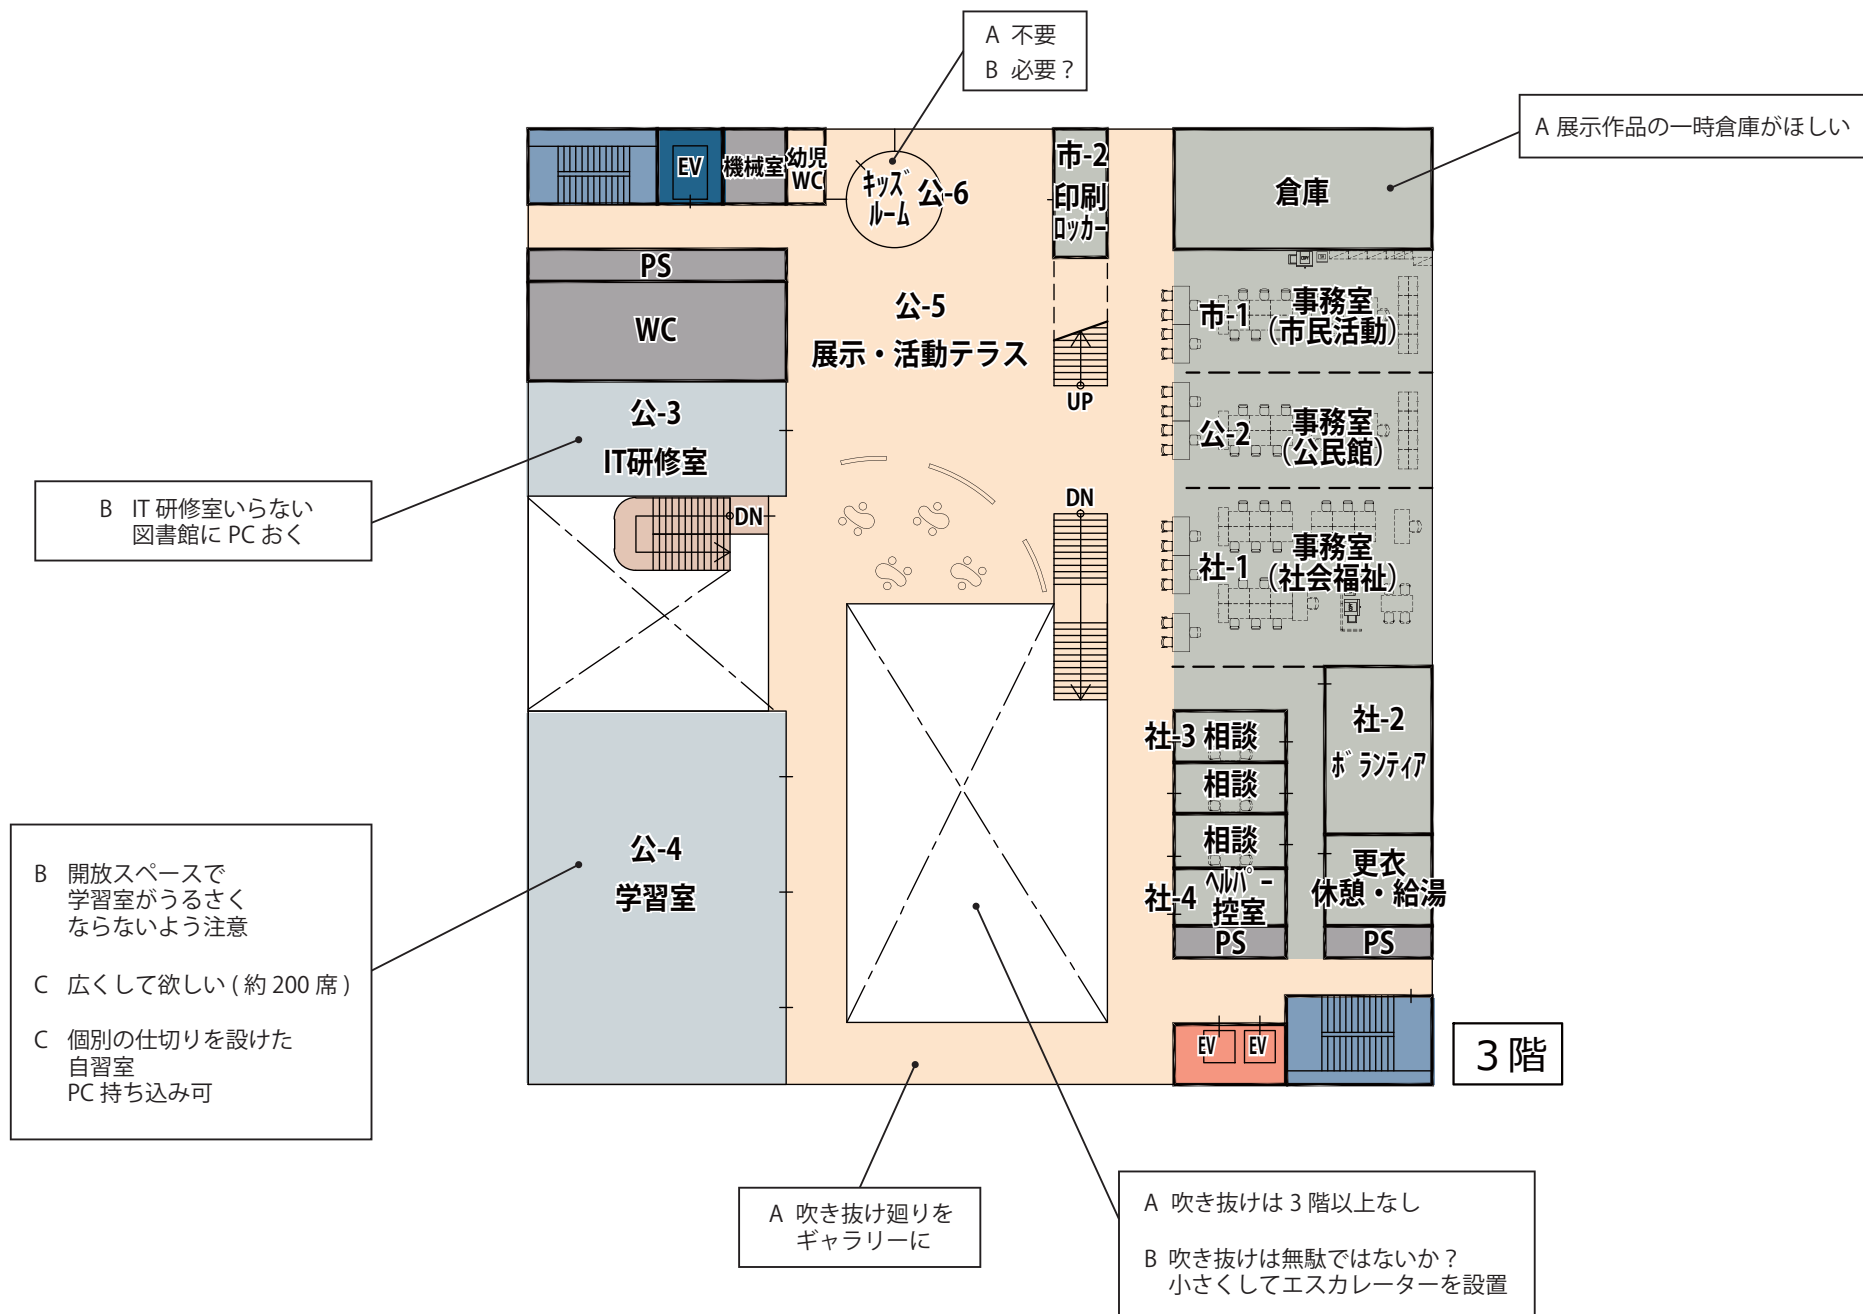 A 不要
B 必要？
A 展示作品の一時倉庫がほしい
EV
機械室
幼児
WC
キッズ
ルーム
公-6
市-2
印刷
ロッカー
倉庫
PS
WC
公-5
展示・活動テラス
UP
市-1
事務室
(市民活動)
公-3
IT研修室
公-2
事務室
(公民館)
B IT 研修室いらない
図書館に PC おく
DN
DN
社-1
事務室
(社会福祉)
社-3 相談
相談
相談
社-2
ボランティア
公-4
学習室
社-4
ヘルパー
控室
更衣
休憩・給湯
PS
PS
B 開放スペースで
学習室がうるさく
ならないよう注意
C 広くして欲しい ( 約 200 席 )
C 個別の仕切りを設けた
自習室
PC 持ち込み可
EV
EV
3 階
A 吹き抜け廻りを
ギャラリーに
A 吹き抜けは 3 階以上なし
B 吹き抜けは無駄ではないか？
小さくしてエスカレーターを設置